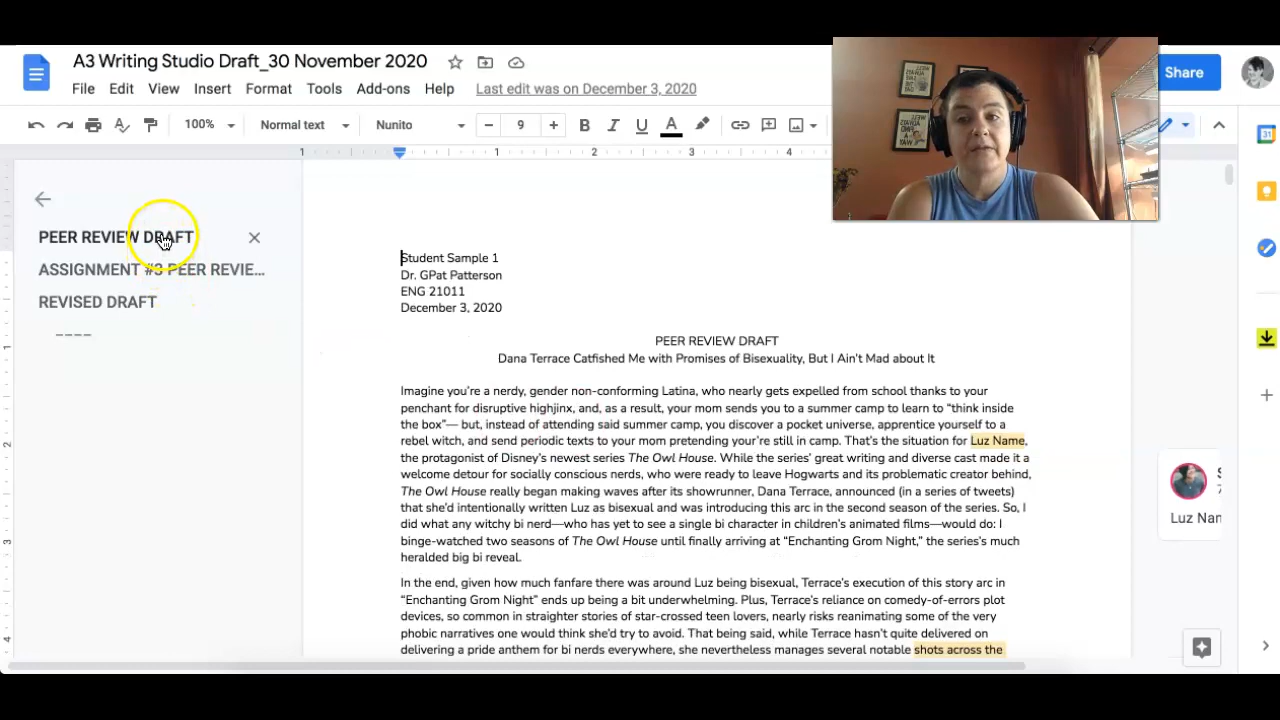 A3 Writing Studio Draft_30 November 2020
File Edit View Insert Format Tools Add-ons Help Last edit was on December 3, 2020
Share
100% Normal text Nunito 9 B I U A
1 1 2 3 4
31
PEER REVIEW DRAFT
ASSIGNMENT #3 PEER REVIE...
REVISED DRAFT
----
Student Sample 1
Dr. GPat Patterson
ENG 21011
December 3, 2020
PEER REVIEW DRAFT
Dana Terrace Catfished Me with Promises of Bisexuality, But I Ain't Mad about It
Imagine you're a nerdy, gender non-conforming Latina, who nearly gets expelled from school thanks to your
penchant for disruptive highjinx, and, as a result, your mom sends you to a summer camp to learn to “think inside
the box”— but, instead of attending said summer camp, you discover a pocket universe, apprentice yourself to a
rebel witch, and send periodic texts to your mom pretending your're still in camp. That's the situation for Luz Name,
the protagonist of Disney's newest series The Owl House. While the series' great writing and diverse cast made it a
welcome detour for socially conscious nerds, who were ready to leave Hogwarts and its problematic creator behind,
The Owl House really began making waves after its showrunner, Dana Terrace, announced (in a series of tweets)
that she'd intentionally written Luz as bisexual and was introducing this arc in the second season of the series. So, I
did what any witchy bi nerd—who has yet to see a single bi character in children's animated films—would do: I
binge-watched two seasons of The Owl House until finally arriving at “Enchanting Grom Night,” the series's much
heralded big bi reveal.
In the end, given how much fanfare there was around Luz being bisexual, Terrace's execution of this story arc in
“Enchanting Grom Night” ends up being a bit underwhelming. Plus, Terrace's reliance on comedy-of-errors plot
devices, so common in straighter stories of star-crossed teen lovers, nearly risks reanimating some of the very
phobic narratives one would think she'd try to avoid. That being said, while Terrace hasn't quite delivered on
delivering a pride anthem for bi nerds everywhere, she nevertheless manages several notable shots across the
1
2
3
4
S
7
Luz Nan